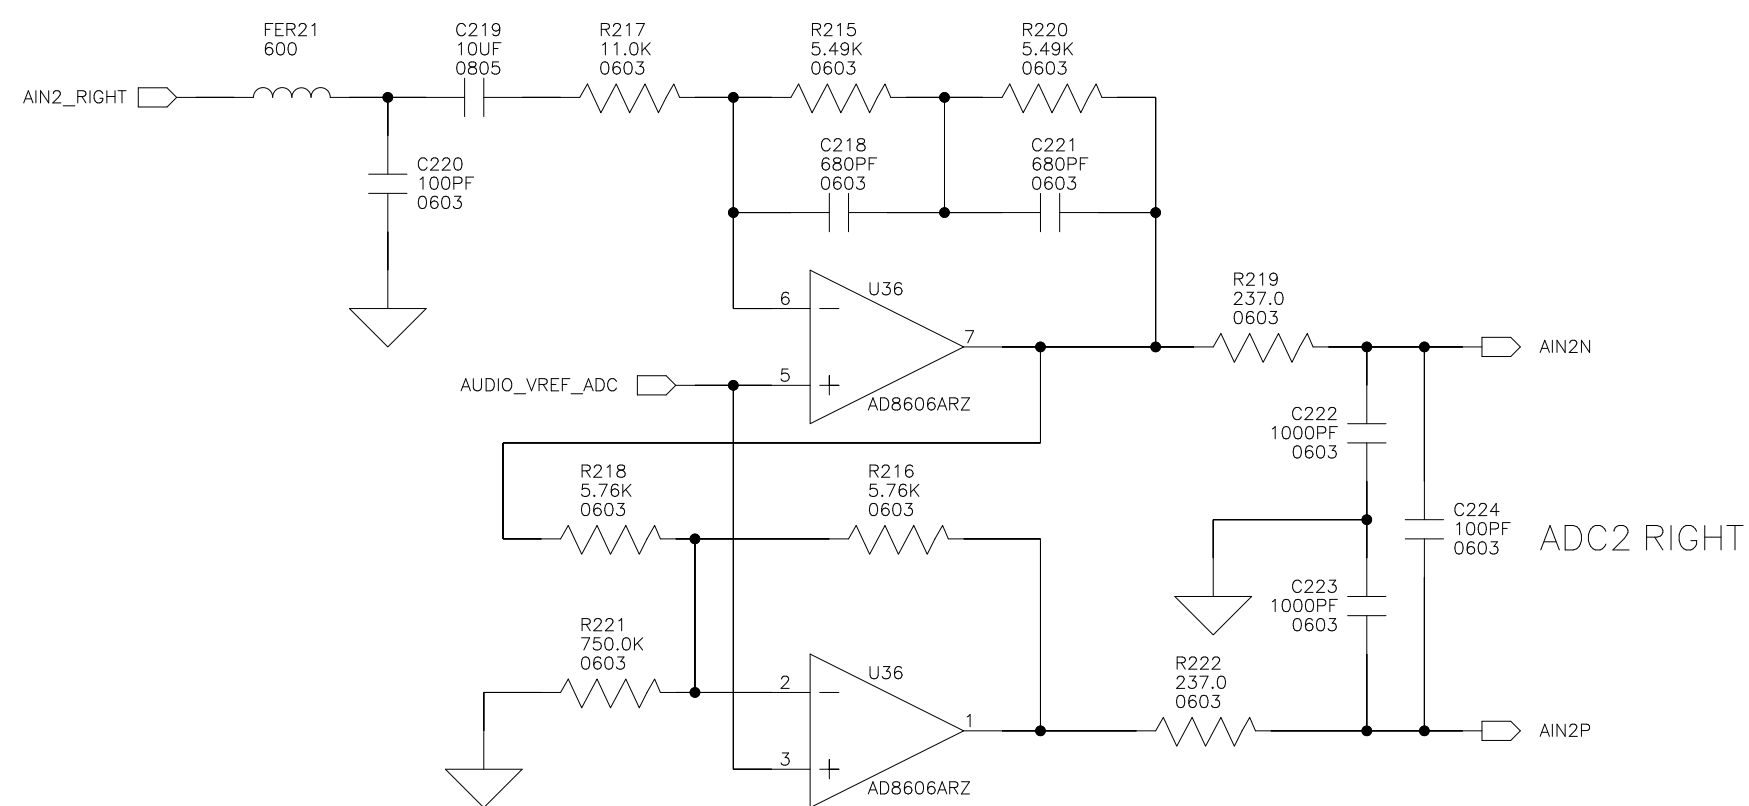 FER21
600
C219
10UF
0805
R217
11.0K
0603
R215
5.49K
0603
R220
5.49K
0603
AIN2_RIGHT
C220
100PF
0603
C218
680PF
0603
C221
680PF
0603
U36
6
7
5
AD8606ARZ
R219
237.0
0603
AIN2N
AUDIO_VREF_ADC
C222
1000PF
0603
R218
5.76K
0603
R216
5.76K
0603
C224
100PF
0603
ADC2 RIGHT
C223
1000PF
0603
R221
750.0K
0603
U36
2
1
3
AD8606ARZ
R222
237.0
0603
AIN2P